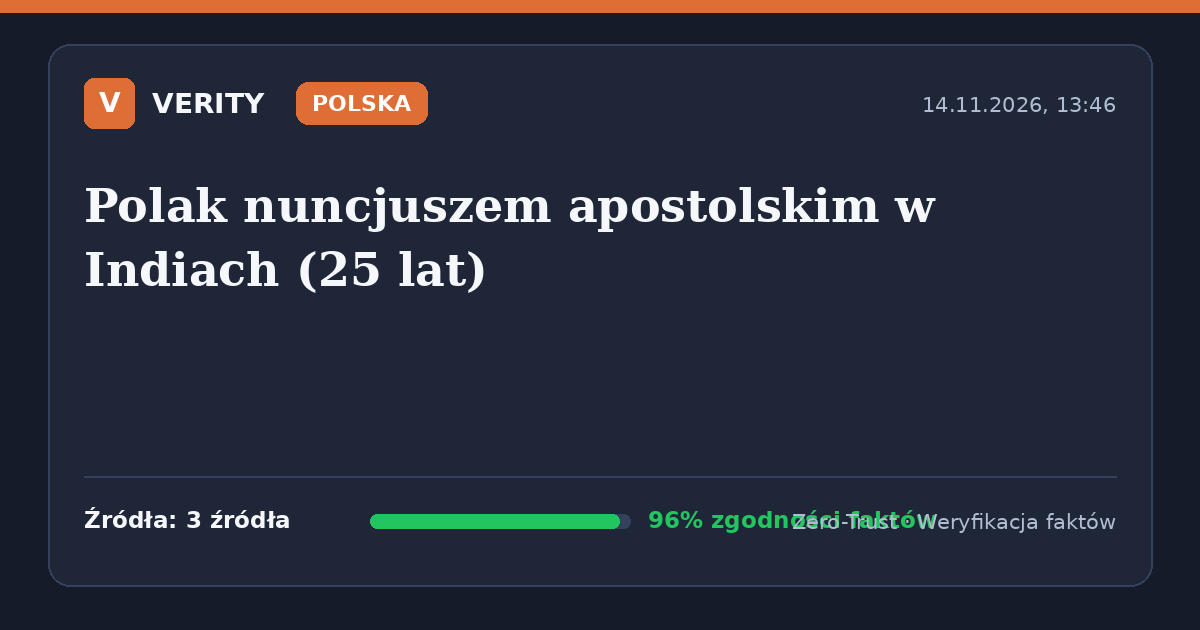 V VERITY POLSKA 14.11.2026, 13:46
Polak nuncjuszem apostolskim w
Indiach (25 lat)
Źródła: 3 źródła 96% zgodności faktów Zero-Trust · Weryfikacja faktów